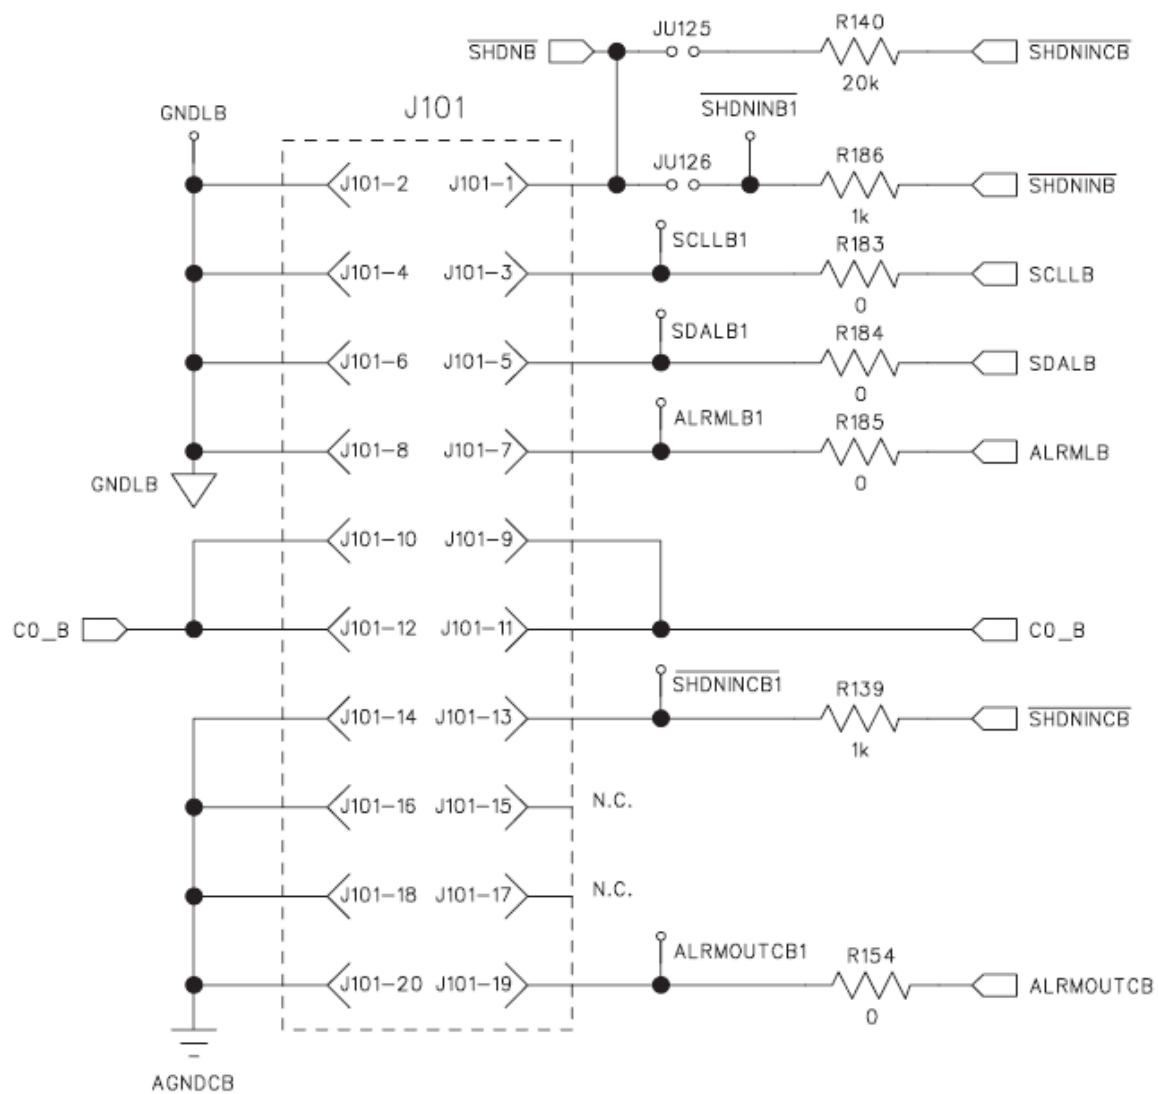 SHDNB JU125 R140 20k SHDNINCB
GNDLB J101 SHDNINB1
J101-2 J101-1 JU126 R186 1k SHDNINB
SCLLB1
J101-4 J101-3 R183 0 SCLLB
SDALB1
J101-6 J101-5 R184 0 SDALB
ALRMLB1
J101-8 J101-7 R185 0 ALRMLB
GNDLB
J101-10 J101-9
C0_B J101-12 J101-11 C0_B
SHDNINCB1
J101-14 J101-13 R139 1k SHDNINCB
J101-16 J101-15 N.C.
J101-18 J101-17 N.C.
ALRMOUTCB1
J101-20 J101-19 R154 0 ALRMOUTCB
AGNDCB